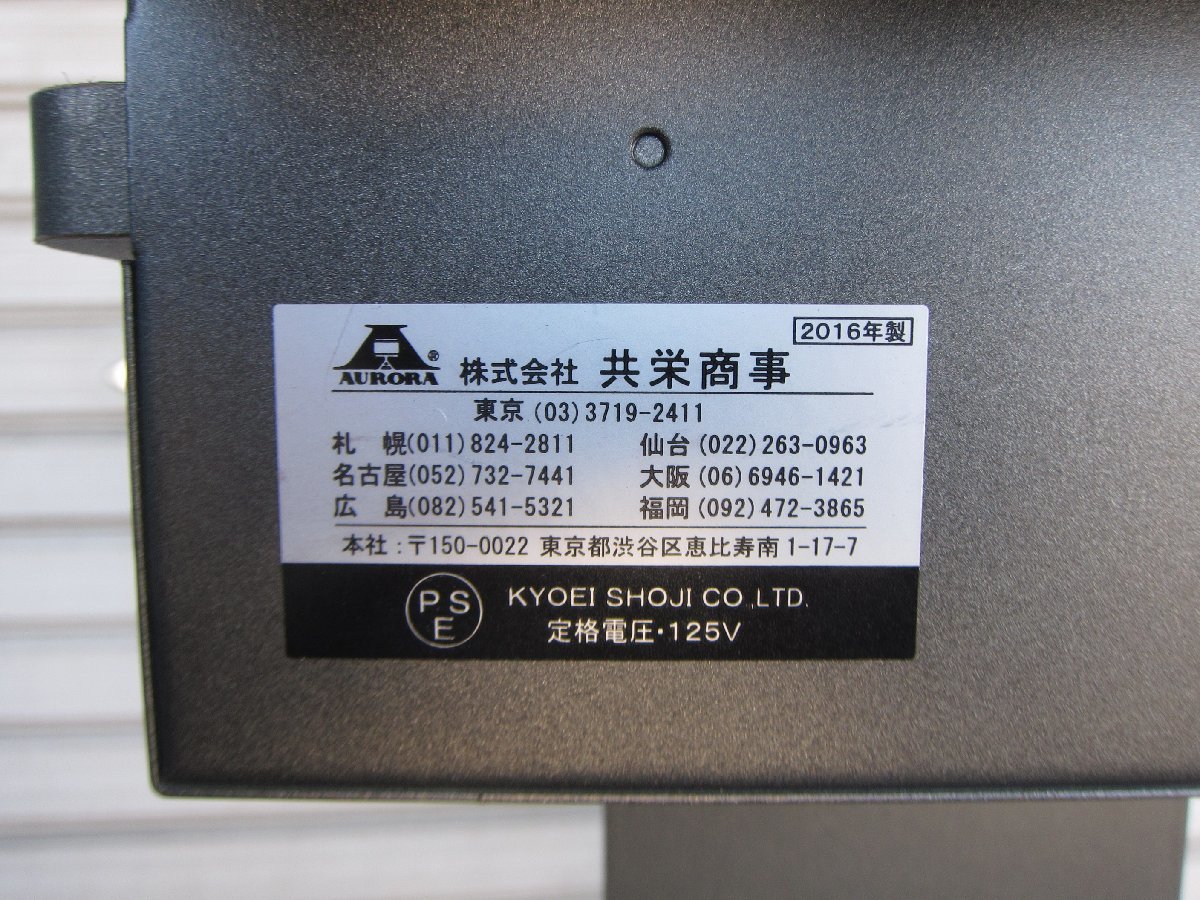 2016年製
AURORA® 株式会社 共栄商事
東京 (03)3719-2411
札幌(011)824-2811 仙台(022)263-0963
名古屋(052)732-7441 大阪(06)6946-1421
広島(082)541-5321 福岡(092)472-3865
本社:〒150-0022 東京都渋谷区恵比寿南1-17-7
PSE KYOEI SHOJI CO.,LTD.
定格電圧・125V